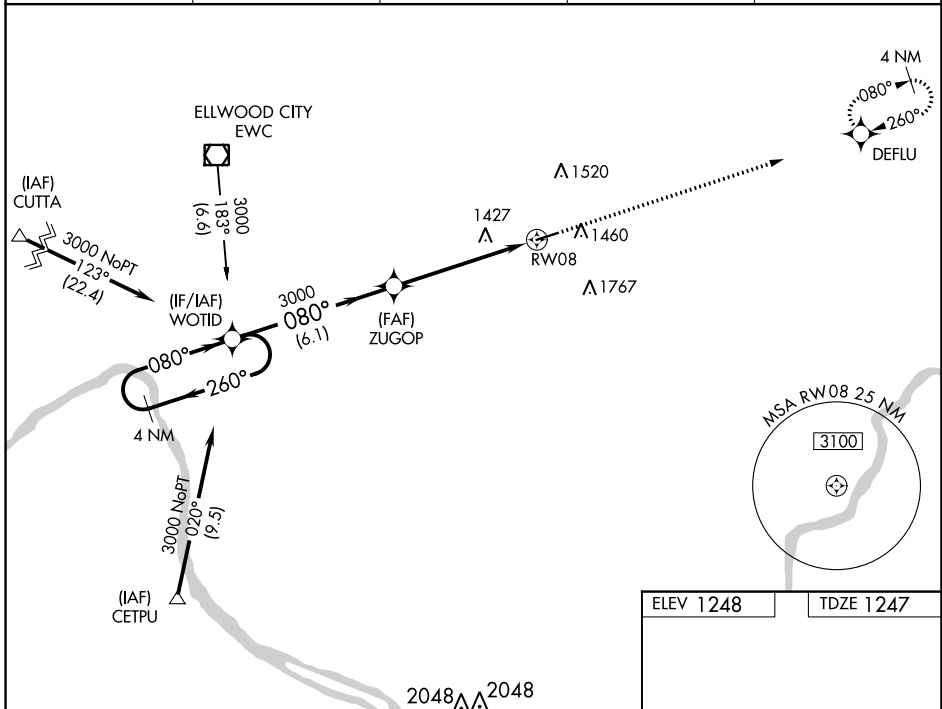 4 NM
080°
260°
DEFLU
ELLWOOD CITY
EWC
3000
183°
(6.6)
1520
(IAF)
CUTTA
3000 NoPT
123°
(22.4)
1427
1460
RW08
1767
(IF/IAF)
WOTID
3000
080°
(6.1)
(FAF)
ZUGOP
080°
260°
4 NM
MSA RW08 25 NM
3100
3000 NoPT
020°
(9.5)
(IAF)
CETPU
ELEV 1248
TDZE 1247
2048
2048